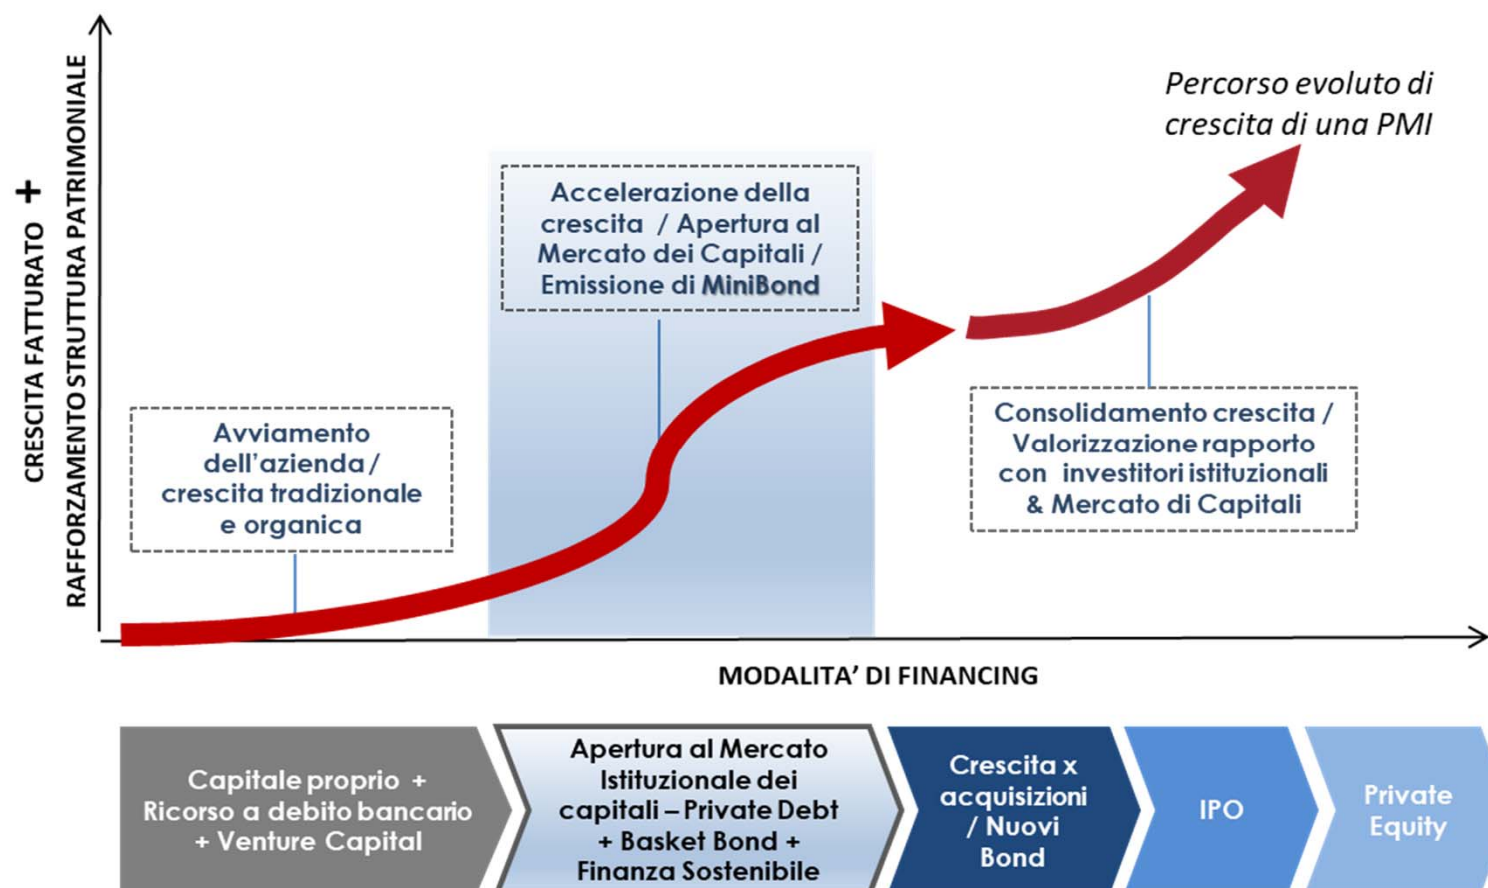 CRESCITA FATTURATO +
RAFFORZAMENTO STRUTTURA PATRIMONIALE
Percorso evoluto di
crescita di una PMI
Accelerazione della
crescita / Apertura al
Mercato dei Capitali /
Emissione di MiniBond
Avviamento
dell'azienda /
crescita tradizionale
e organica
Consolidamento crescita /
Valorizzazione rapporto
con investitori istituzionali
& Mercato di Capitali
MODALITA' DI FINANCING
Capitale proprio +
Ricorso a debito bancario
+ Venture Capital
Apertura al Mercato
Istituzionale dei
capitali – Private Debt
+ Basket Bond +
Finanza Sostenibile
Crescita x
acquisizioni
/ Nuovi
Bond
IPO
Private
Equity